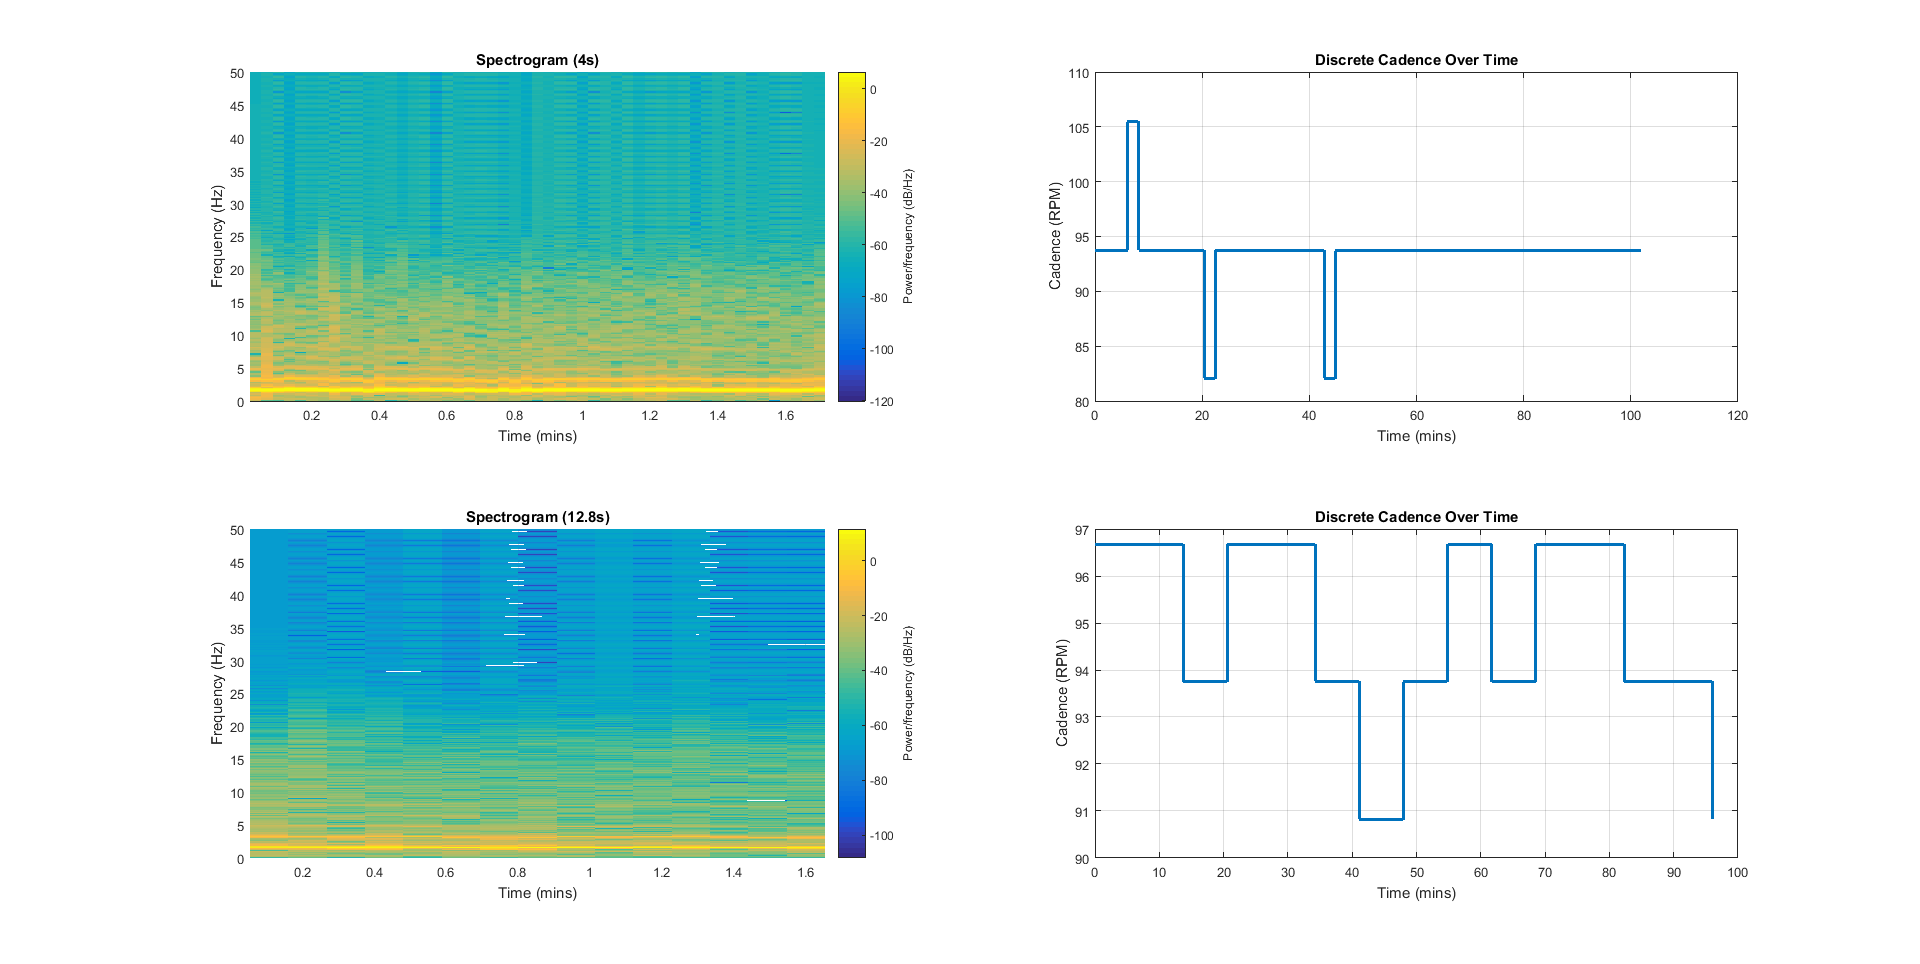 Spectrogram (4s)
50
45
40
35
30
25
20
15
10
5
0
Frequency (Hz)
0.2 0.4 0.6 0.8 1 1.2 1.4 1.6
Time (mins)
0
-20
-40
-60
-80
-100
-120
Power/frequency (dB/Hz)
Discrete Cadence Over Time
110
105
100
95
90
85
80
Cadence (RPM)
0 20 40 60 80 100 120
Time (mins)
Spectrogram (12.8s)
50
45
40
35
30
25
20
15
10
5
0
Frequency (Hz)
0.2 0.4 0.6 0.8 1 1.2 1.4 1.6
Time (mins)
0
-20
-40
-60
-80
-100
Power/frequency (dB/Hz)
Discrete Cadence Over Time
97
96
95
94
93
92
91
90
Cadence (RPM)
0 10 20 30 40 50 60 70 80 90 100
Time (mins)